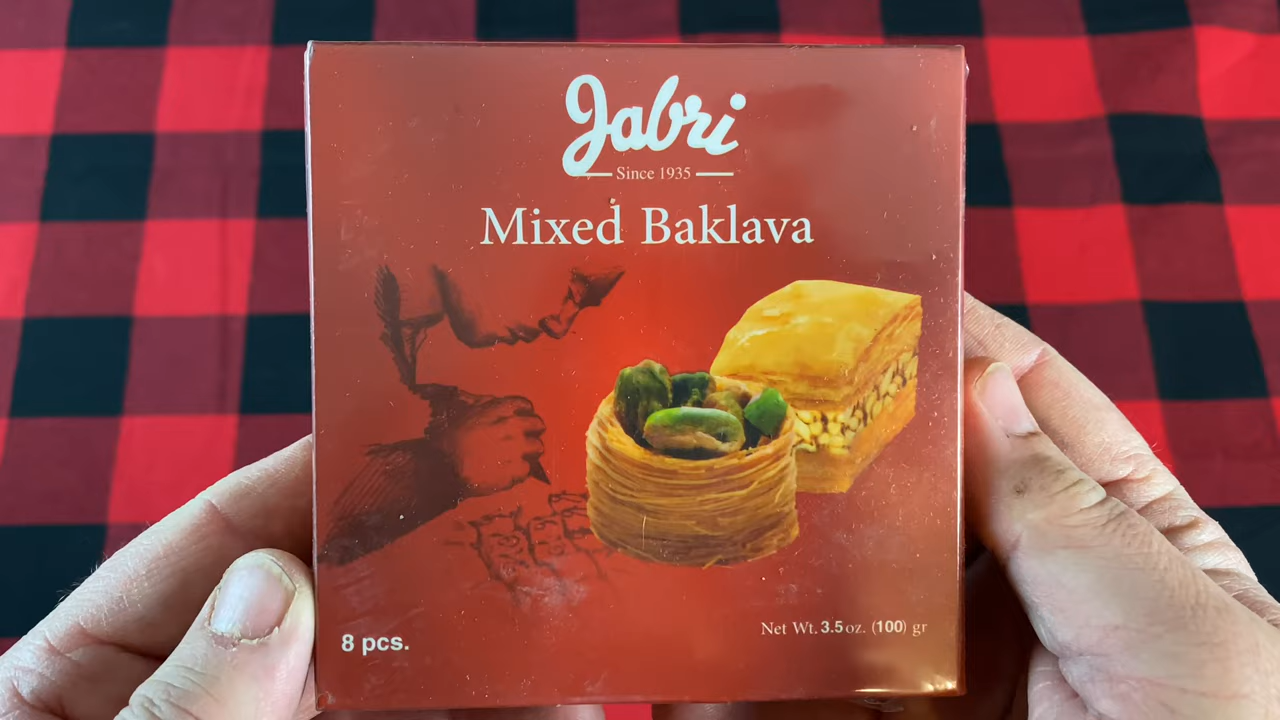 Jabri
Since 1935
Mixed Baklava
8 pcs.
Net Wt. 3.5 oz. (100) gr